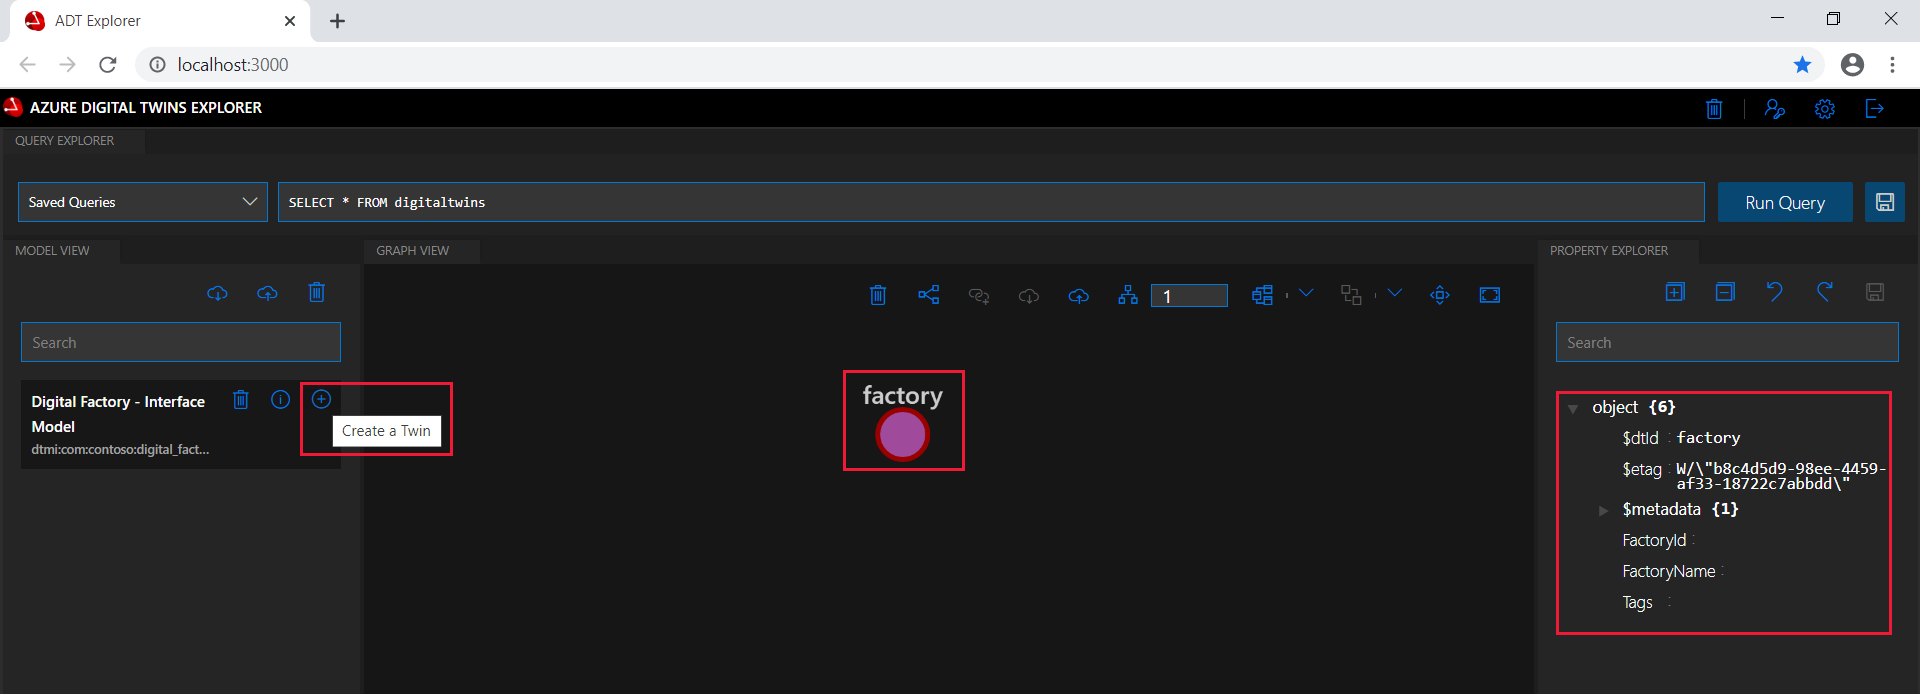 ADT Explorer
localhost:3000
AZURE DIGITAL TWINS EXPLORER
QUERY EXPLORER
Saved Queries
SELECT * FROM digitaltwins
Run Query
MODEL VIEW
GRAPH VIEW
PROPERTY EXPLORER
1
Search
Search
Digital Factory - Interface
Model
dtmi:com:contoso:digital_fact...
Create a Twin
factory
object {6}
$dtId : factory
$etag : W/\"b8c4d5d9-98ee-4459-
af33-18722c7abbdd\"
$metadata {1}
FactoryId :
FactoryName :
Tags :